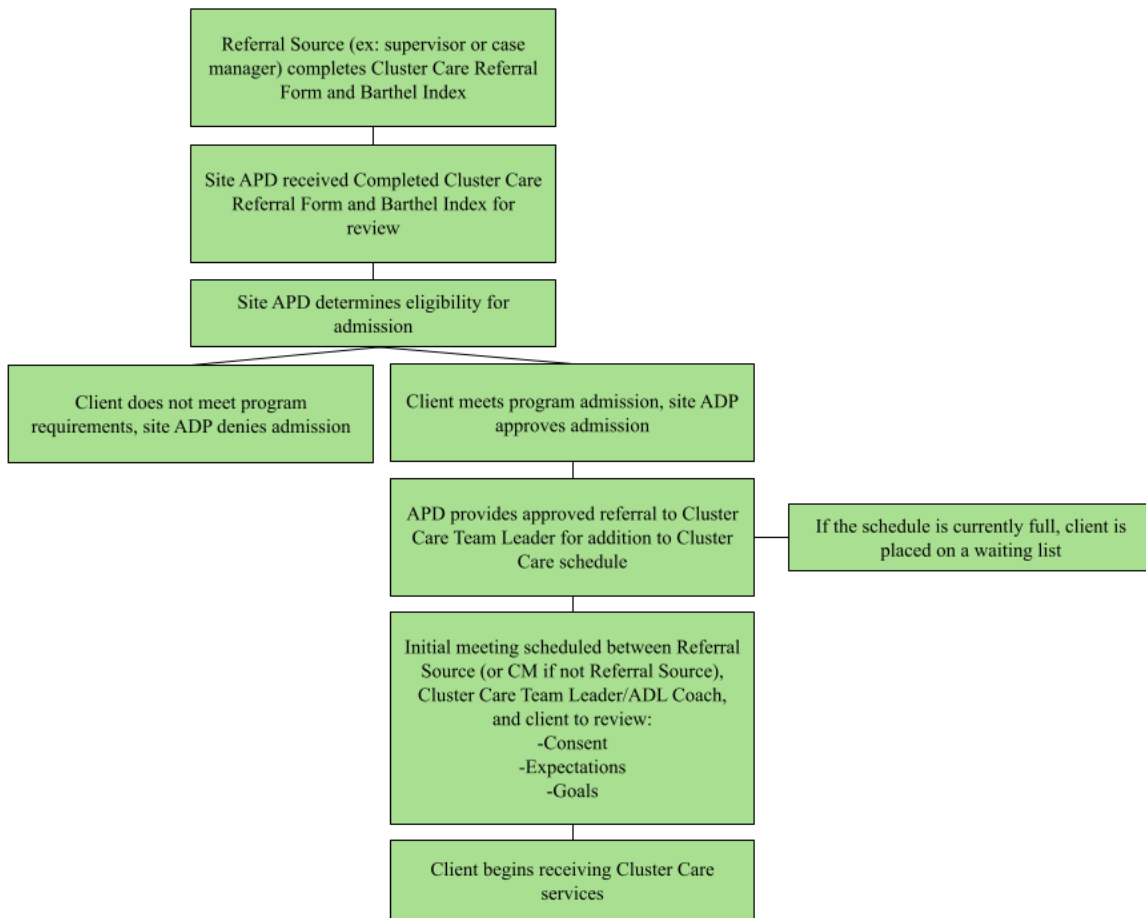 Referral Source (ex: supervisor or case
manager) completes Cluster Care Referral
Form and Barthel Index
Site APD received Completed Cluster Care
Referral Form and Barthel Index for
review
Site APD determines eligibility for
admission
Client does not meet program
requirements, site ADP denies admission
Client meets program admission, site ADP
approves admission
APD provides approved referral to Cluster
Care Team Leader for addition to Cluster
Care schedule
If the schedule is currently full, client is
placed on a waiting list
Initial meeting scheduled between Referral
Source (or CM if not Referral Source),
Cluster Care Team Leader/ADL Coach,
and client to review:
-Consent
-Expectations
-Goals
Client begins receiving Cluster Care
services